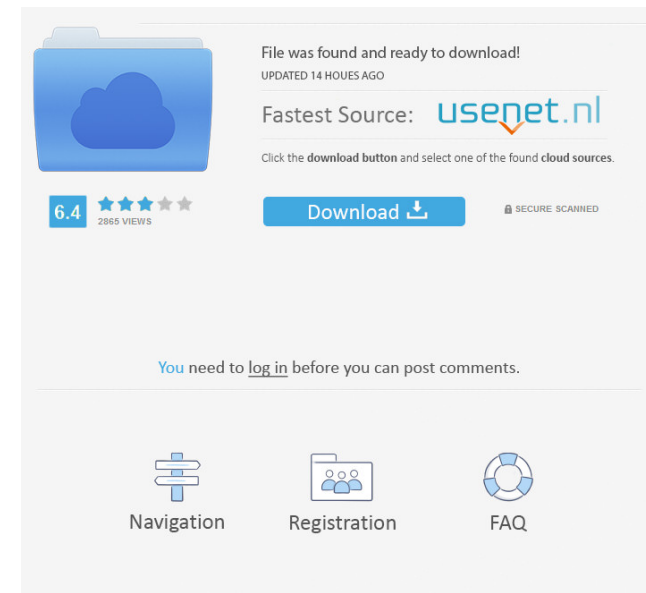 File was found and ready to download!
UPDATED 14 HOUES AGO
Fastest Source: usenet.nl
Click the download button and select one of the found cloud sources.
6.4
2865 VIEWS
Download
SECURE SCANNED
You need to log in before you can post comments.
Navigation
Registration
FAQ